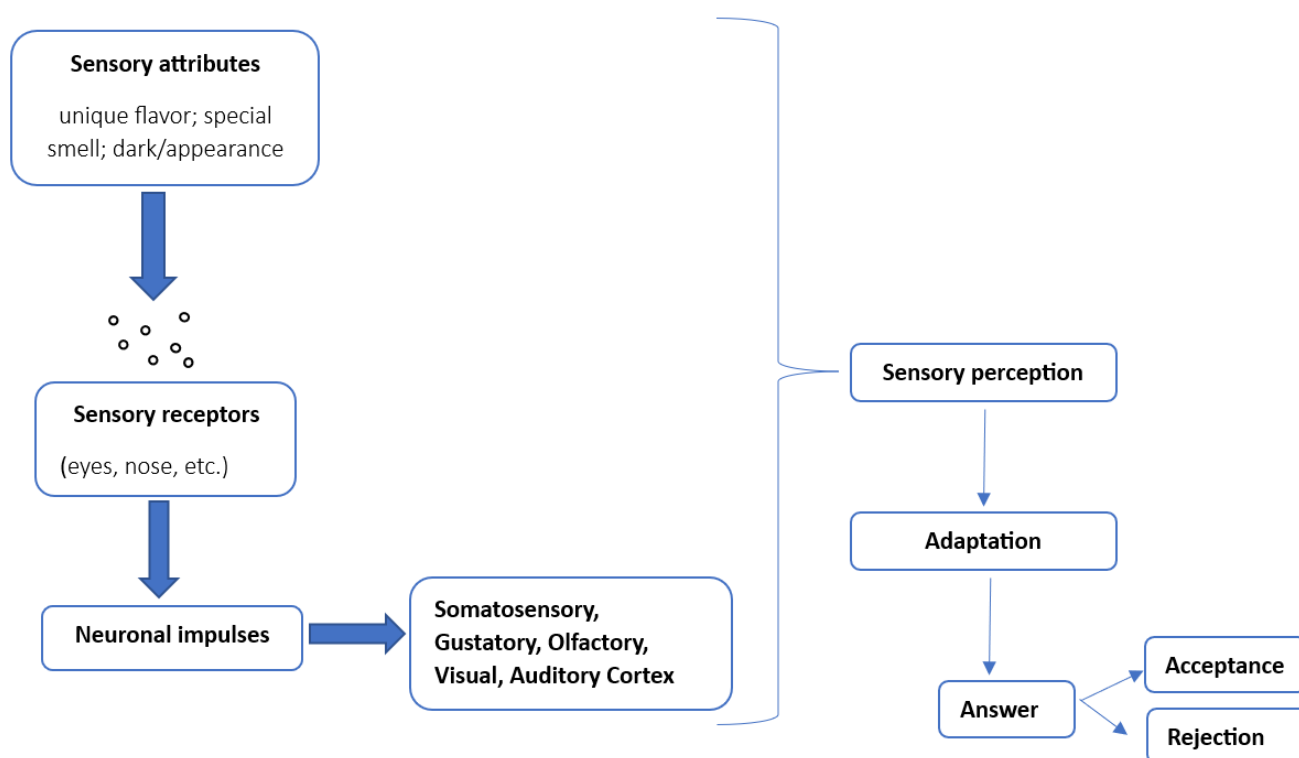 Sensory attributes
unique flavor; special
smell; dark/appearance
Sensory receptors
(eyes, nose, etc.)
Neuronal impulses
Somatosensory,
Gustatory, Olfactory,
Visual, Auditory Cortex
Sensory perception
Adaptation
Answer
Acceptance
Rejection